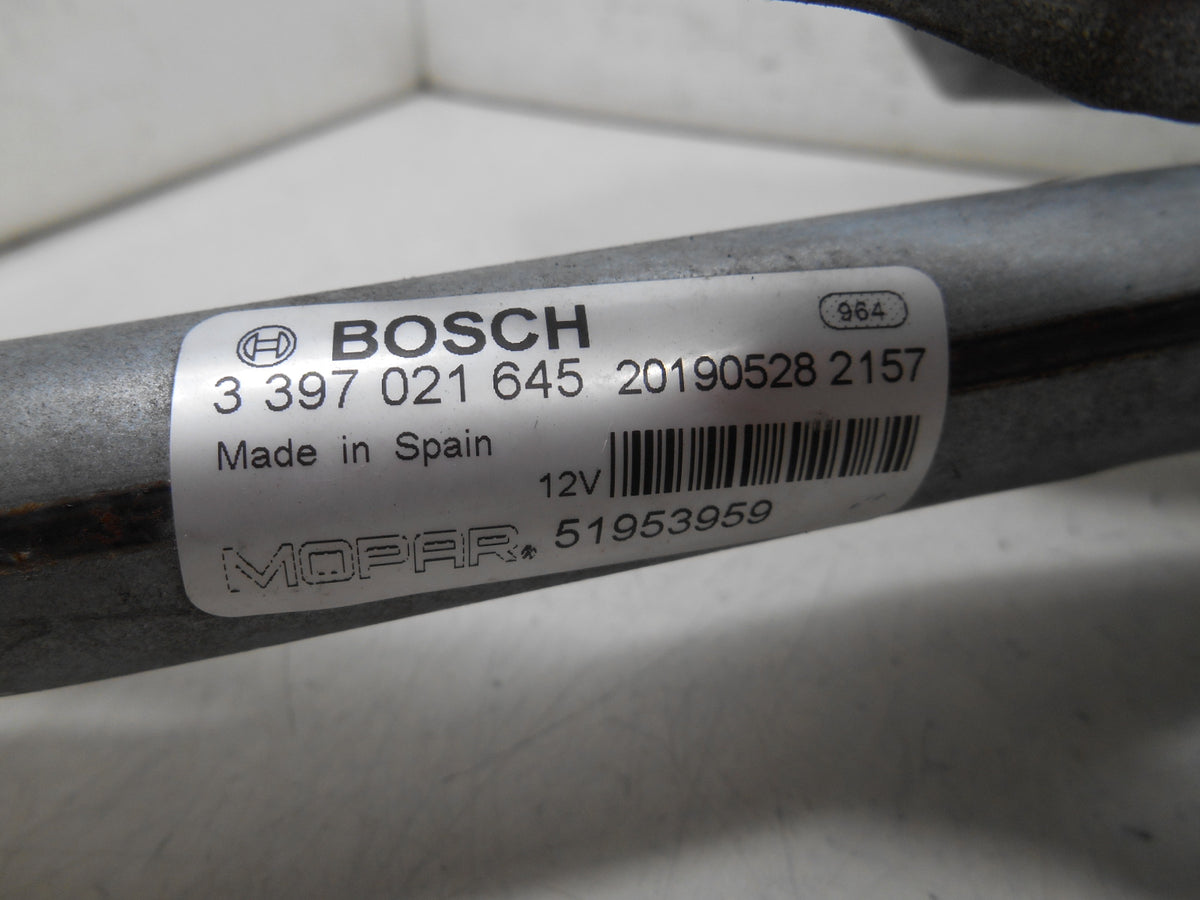 BOSCH 964
3 397 021 645 20190528 2157
Made in Spain
12V
MOPAR® 51953959